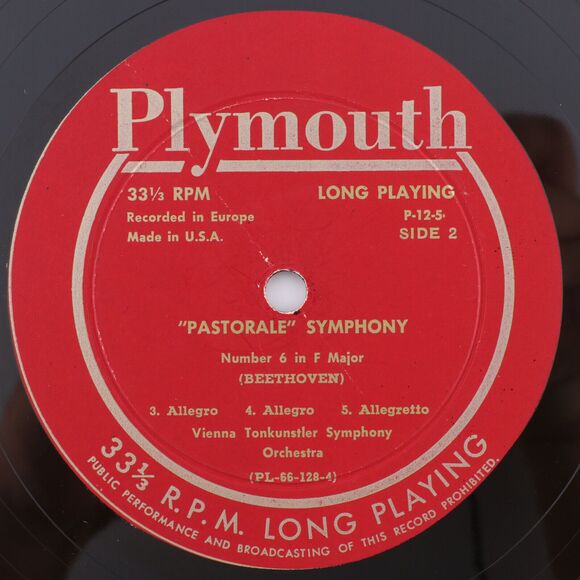 Plymouth
33⅓ RPM LONG PLAYING
Recorded in Europe P-12-5
Made in U.S.A. SIDE 2
"PASTORALE" SYMPHONY
Number 6 in F Major
(BEETHOVEN)
3. Allegro 4. Allegro 5. Allegretto
Vienna Tonkunstler Symphony
Orchestra
(PL-66-128-4)
33⅓ R.P.M. LONG PLAYING
PUBLIC PERFORMANCE AND BROADCASTING OF THIS RECORD PROHIBITED.